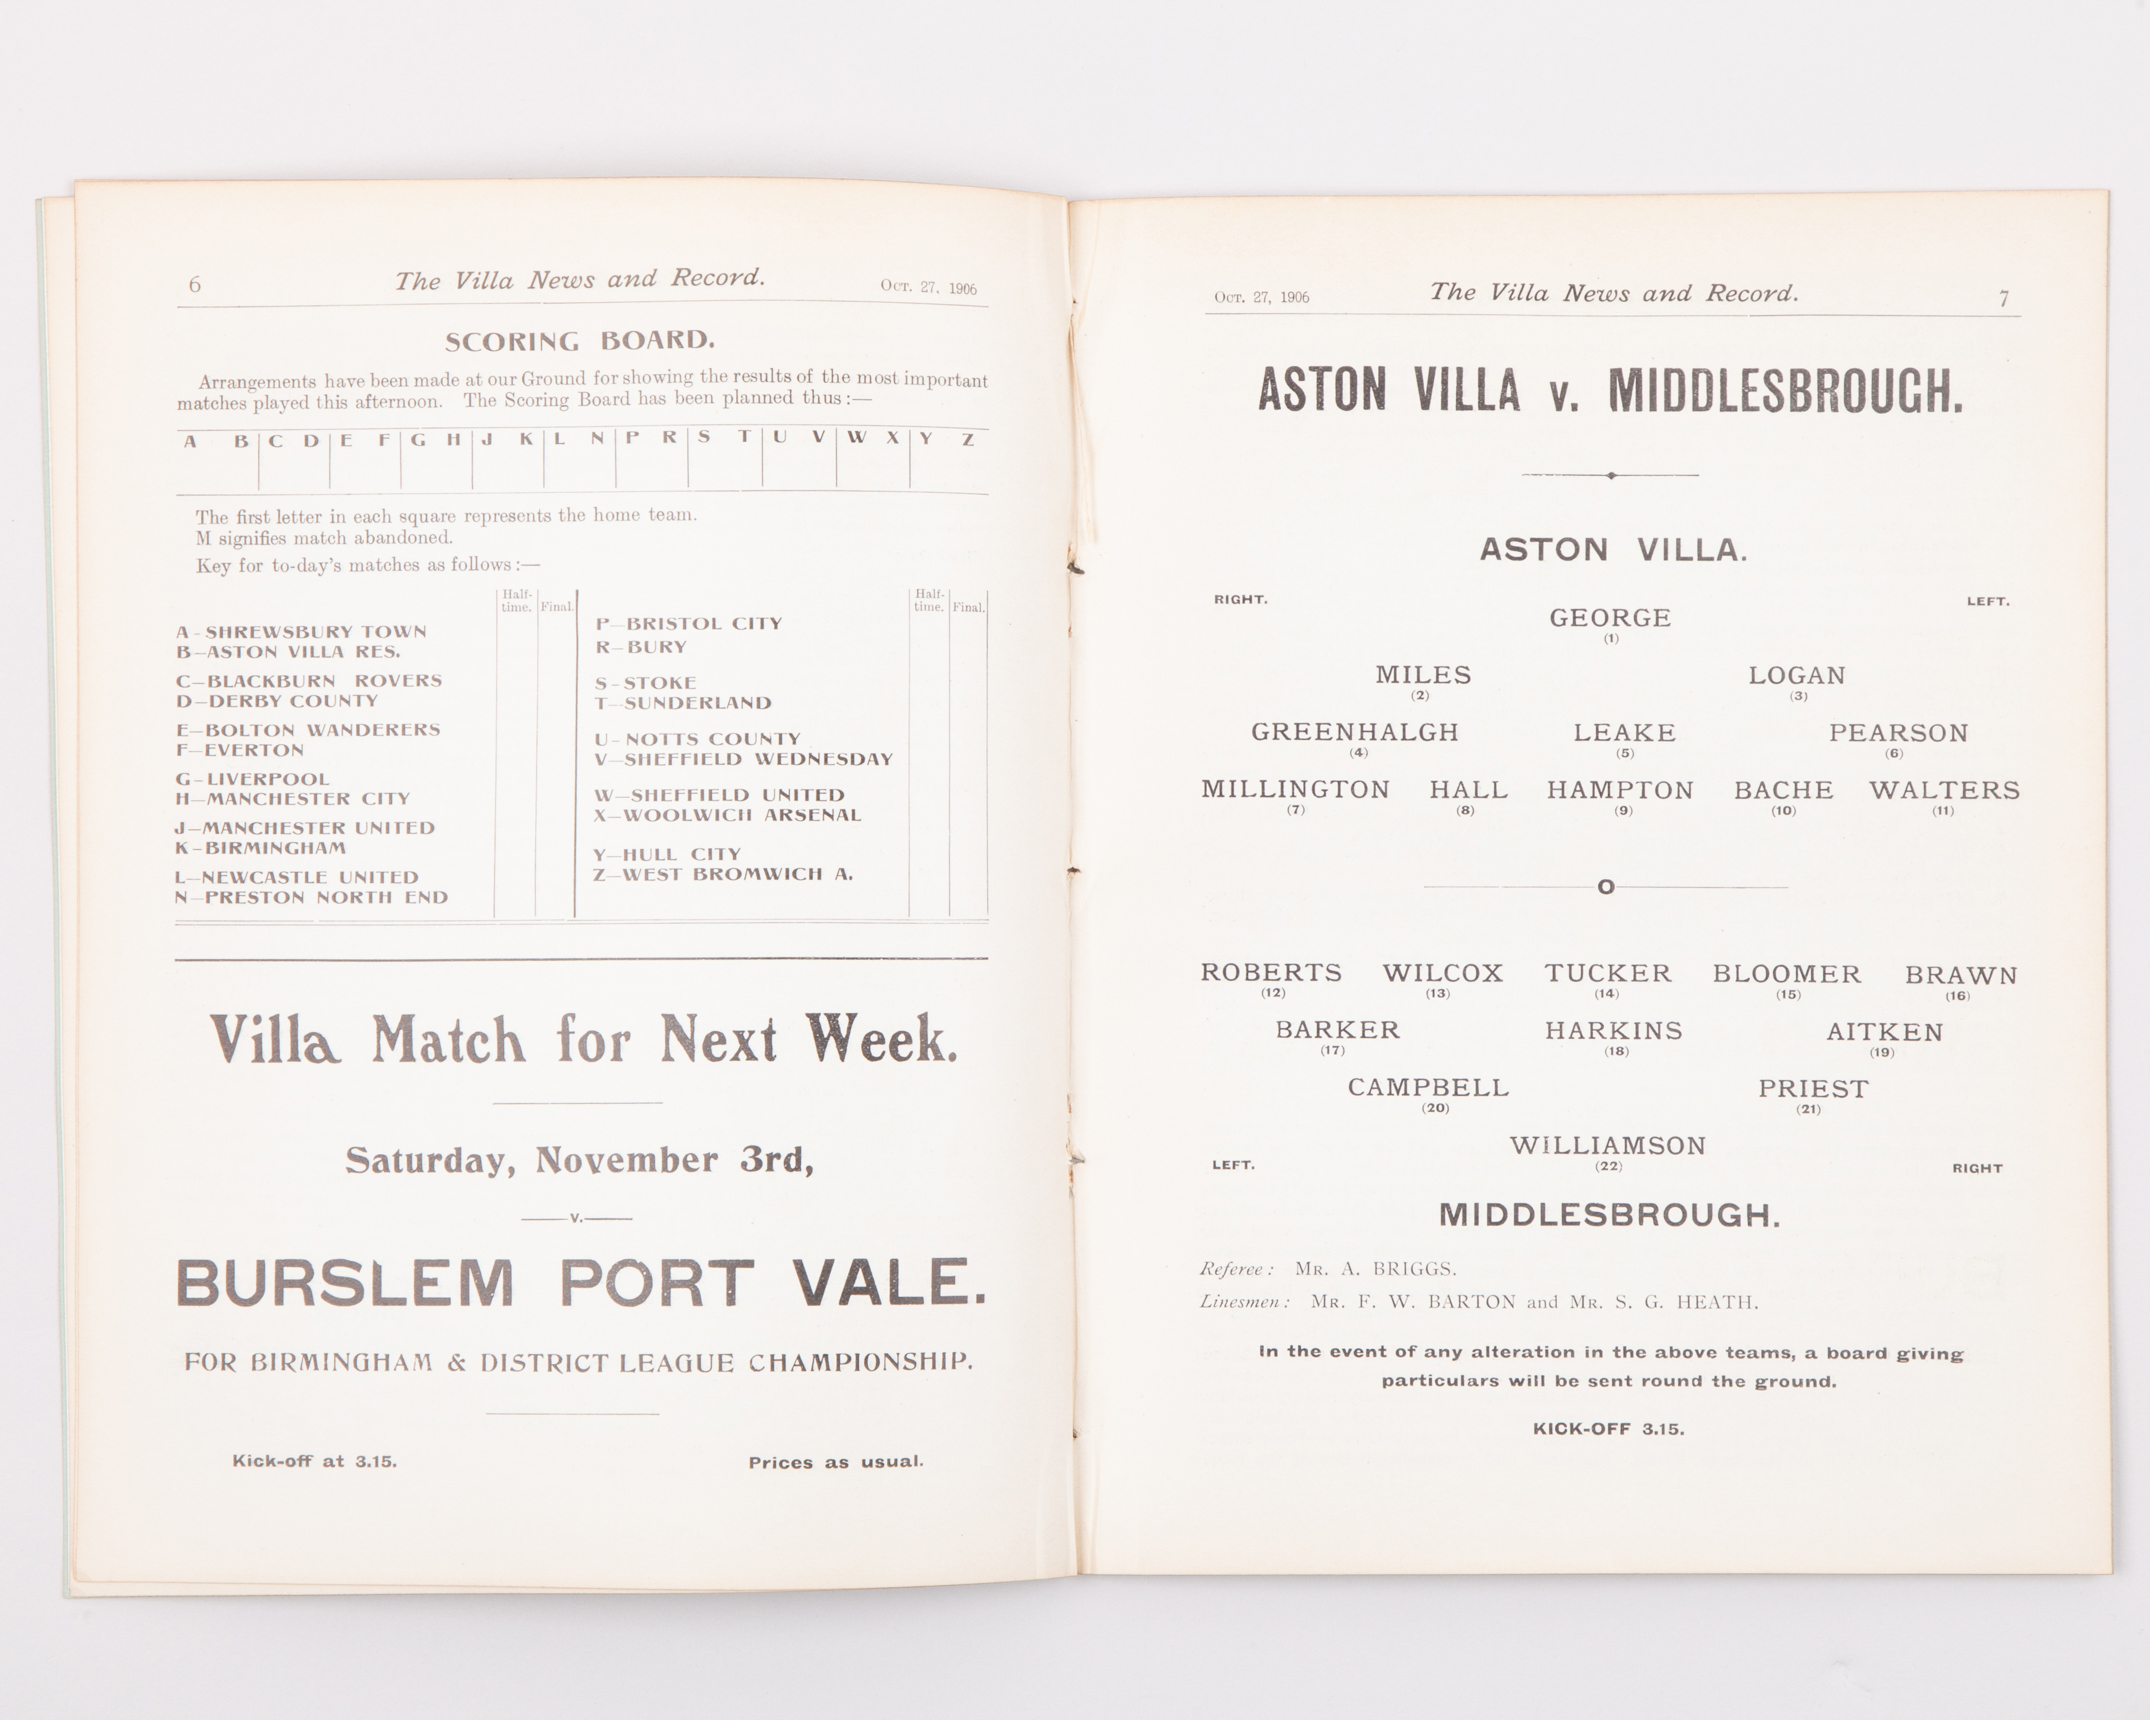 6 The Villa News and Record. Oct. 27, 1906
SCORING BOARD.
Arrangements have been made at our Ground for showing the results of the most important
matches played this afternoon. The Scoring Board has been planned thus:—
A B C D E F G H J K L N P R S T U V W X Y Z
The first letter in each square represents the home team.
M signifies match abandoned.
Key for to-day's matches as follows:—
Half-time. Final.
A-SHREWSBURY TOWN
B—ASTON VILLA RES.
C—BLACKBURN ROVERS
D—DERBY COUNTY
E—BOLTON WANDERERS
F—EVERTON
G-LIVERPOOL
H—MANCHESTER CITY
J—MANCHESTER UNITED
K-BIRMINGHAM
L—NEWCASTLE UNITED
N—PRESTON NORTH END
Half-time. Final.
P—BRISTOL CITY
R—BURY
S-STOKE
T—SUNDERLAND
U-NOTTS COUNTY
V—SHEFFIELD WEDNESDAY
W—SHEFFIELD UNITED
X—WOOLWICH ARSENAL
Y—HULL CITY
Z—WEST BROMWICH A.
Villa Match for Next Week.
Saturday, November 3rd,
v.
BURSLEM PORT VALE.
FOR BIRMINGHAM & DISTRICT LEAGUE CHAMPIONSHIP.
Kick-off at 3.15. Prices as usual.
Oct. 27, 1906 The Villa News and Record. 7
ASTON VILLA v. MIDDLESBROUGH.
ASTON VILLA.
RIGHT. LEFT.
GEORGE
(1)
MILES LOGAN
(2) (3)
GREENHALGH LEAKE PEARSON
(4) (5) (6)
MILLINGTON HALL HAMPTON BACHE WALTERS
(7) (8) (9) (10) (11)
O
ROBERTS WILCOX TUCKER BLOOMER BRAWN
(12) (13) (14) (15) (16)
BARKER HARKINS AITKEN
(17) (18) (19)
CAMPBELL PRIEST
(20) (21)
WILLIAMSON
(22)
LEFT. RIGHT
MIDDLESBROUGH.
Referee: Mr. A. BRIGGS.
Linesmen: Mr. F. W. BARTON and Mr. S. G. HEATH.
In the event of any alteration in the above teams, a board giving
particulars will be sent round the ground.
KICK-OFF 3.15.